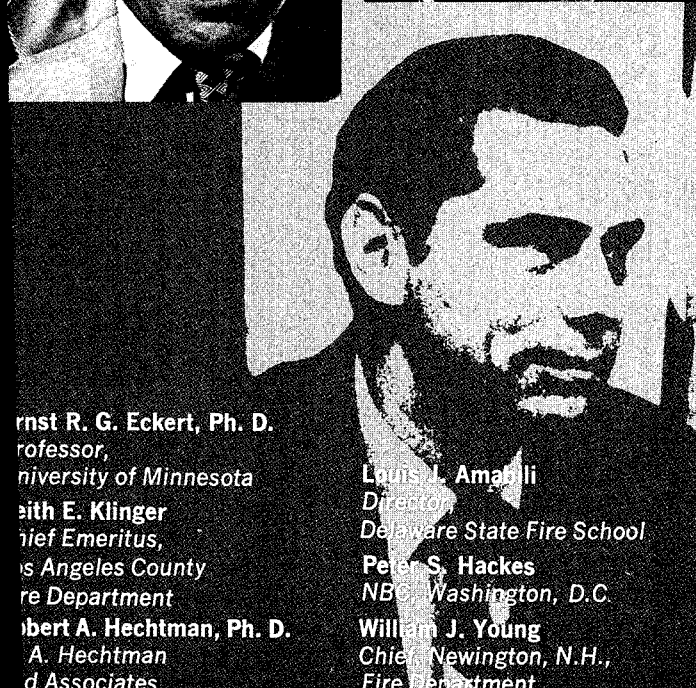 rnst R. G. Eckert, Ph. D.
rofessor,
niversity of Minnesota
eith E. Klinger
hief Emeritus,
os Angeles County
re Department
obert A. Hechtman, Ph. D.
A. Hechtman
d Associates
Louis J. Amabili
Director,
Delaware State Fire School
Peter S. Hackes
NBC, Washington, D.C.
William J. Young
Chief, Newington, N.H.,
Fire Department